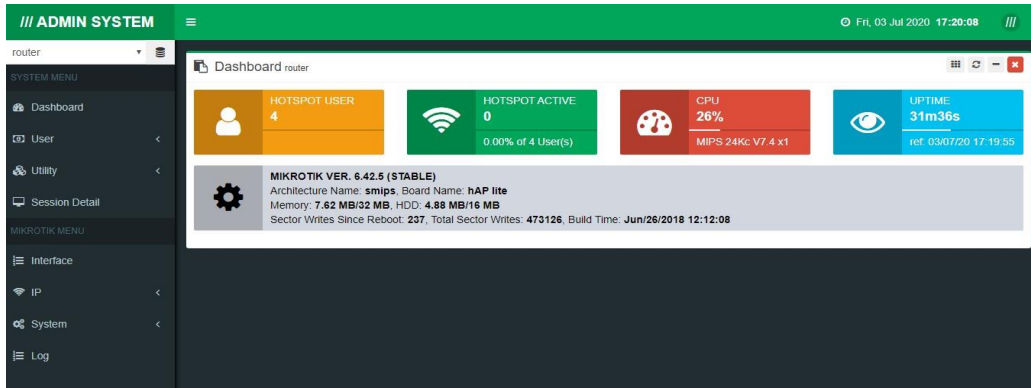 /// ADMIN SYSTEM
Fri, 03 Jul 2020 17:20:08
///
router
SYSTEM MENU
Dashboard
User
Utility
Session Detail
MIKROTIK MENU
Interface
IP
System
Log
Dashboard router
HOTSPOT USER
4
HOTSPOT ACTIVE
0
0.00% of 4 User(s)
CPU
26%
MIPS 24Kc V7.4 x1
UPTIME
31m36s
ref: 03/07/20 17:19:55
MIKROTIK VER. 6.42.5 (STABLE)
Architecture Name: smips, Board Name: hAP lite
Memory: 7.62 MB/32 MB, HDD: 4.88 MB/16 MB
Sector Writes Since Reboot: 237, Total Sector Writes: 473126, Build Time: Jun/26/2018 12:12:08